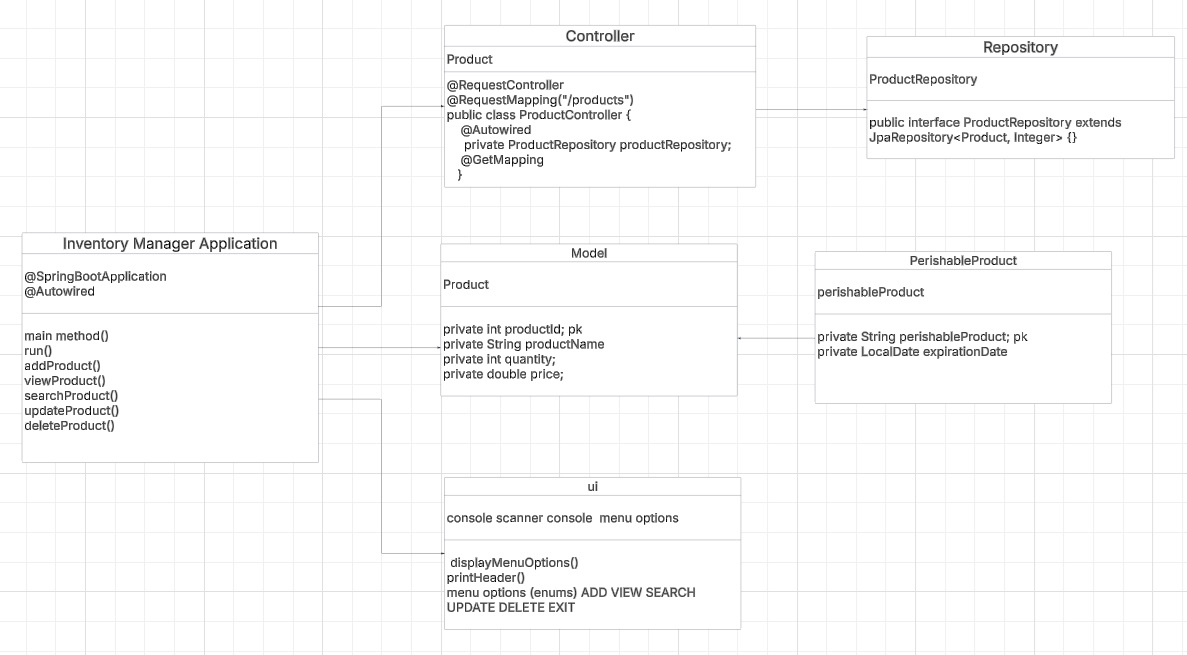 Controller
Product
@RequestController
@RequestMapping("/products")
public class ProductController {
@Autowired
private ProductRepository productRepository;
@GetMapping
}
Repository
ProductRepository
public interface ProductRepository extends
JpaRepository<Product, Integer> {}
Inventory Manager Application
@SpringBootApplication
@Autowired
main method()
run()
addProduct()
viewProduct()
searchProduct()
updateProduct()
deleteProduct()
Model
Product
private int productId; pk
private String productName
private int quantity;
private double price;
PerishableProduct
perishableProduct
private String perishableProduct; pk
private LocalDate expirationDate
ui
console scanner console  menu options
displayMenuOptions()
printHeader()
menu options (enums) ADD VIEW SEARCH
UPDATE DELETE EXIT